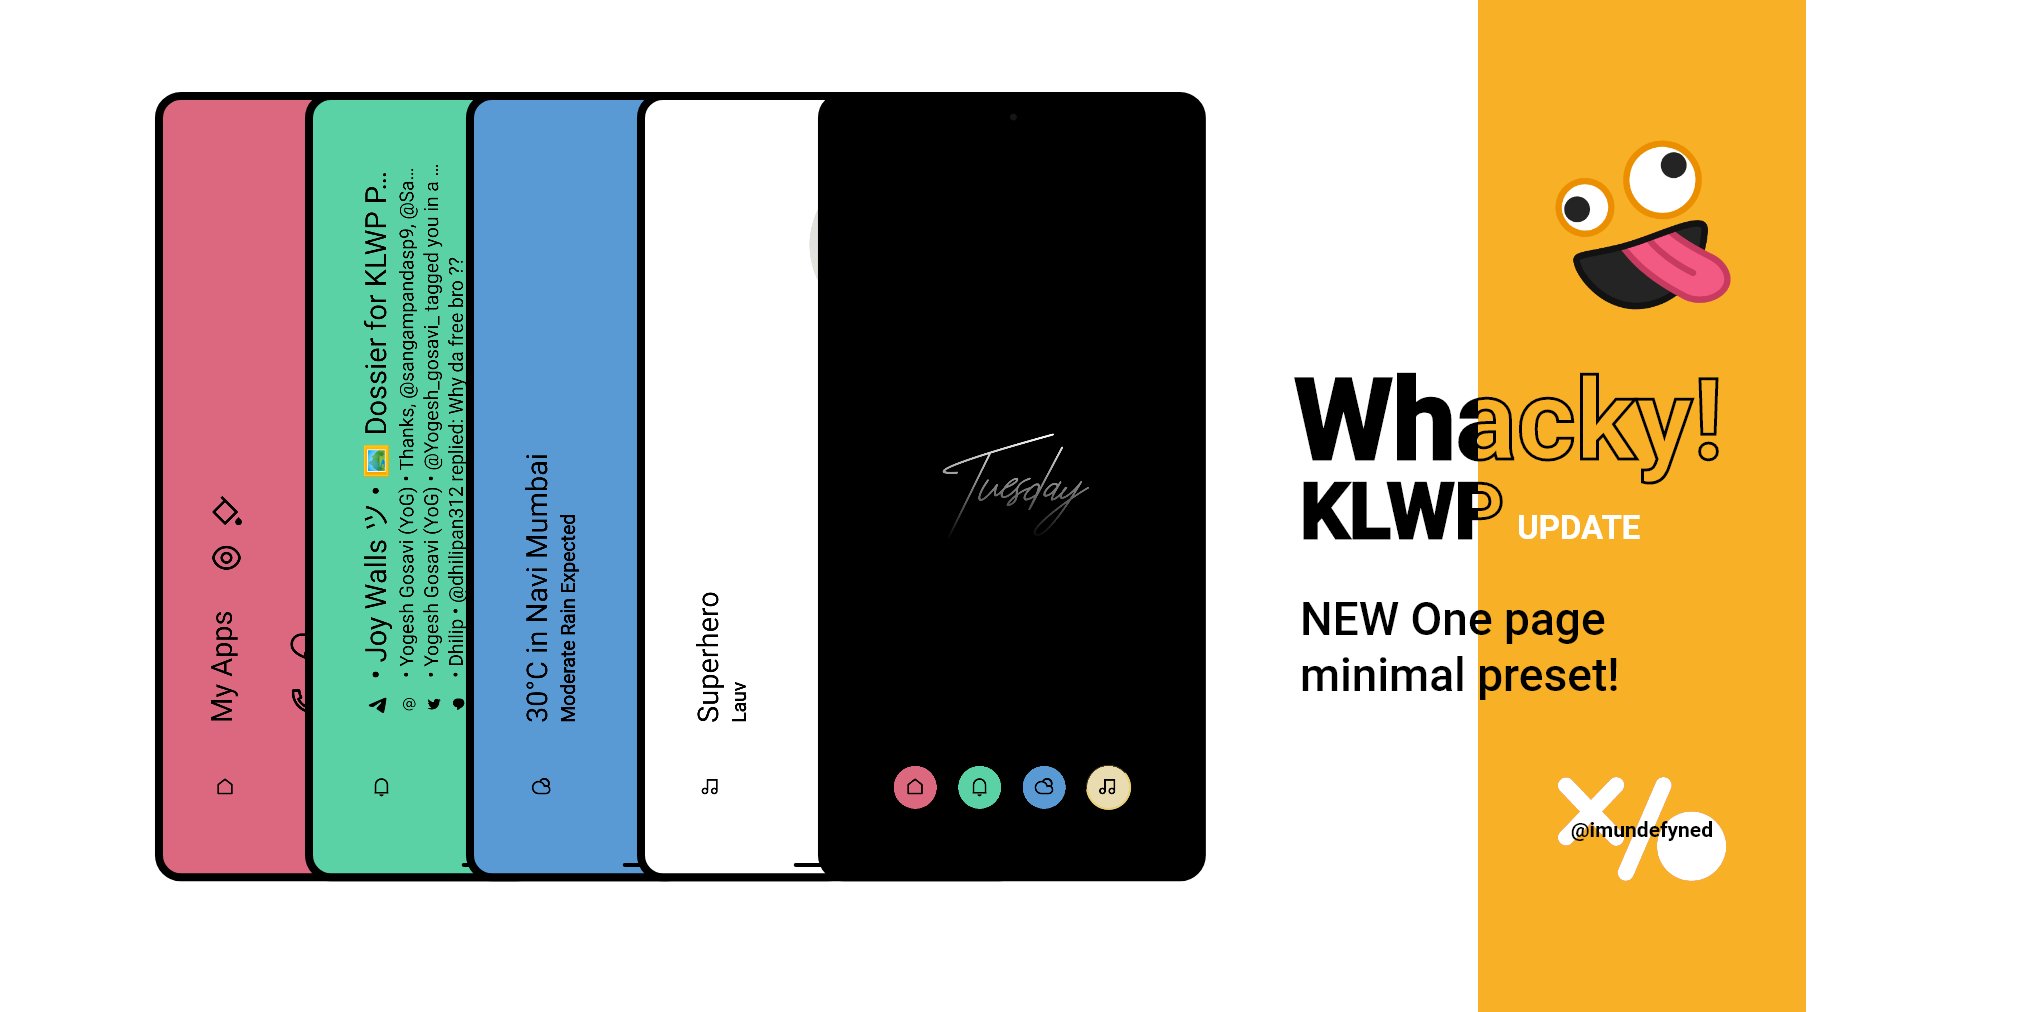 My Apps
• Joy Walls ツ • 🖼️ Dossier for KLWP P...
@ • Yogesh Gosavi (YoG) • Thanks, @sangampandasp9, @Sa...
• Yogesh Gosavi (YoG) • @Yogesh_gosavi_ tagged you in a ...
• Dhilip • @dhilipan312 replied: Why da free bro ??
30°C in Navi Mumbai
Moderate Rain Expected
Superhero
Lauv
Tuesday
Whacky!
KLWP UPDATE
NEW One page
minimal preset!
@imundefyned